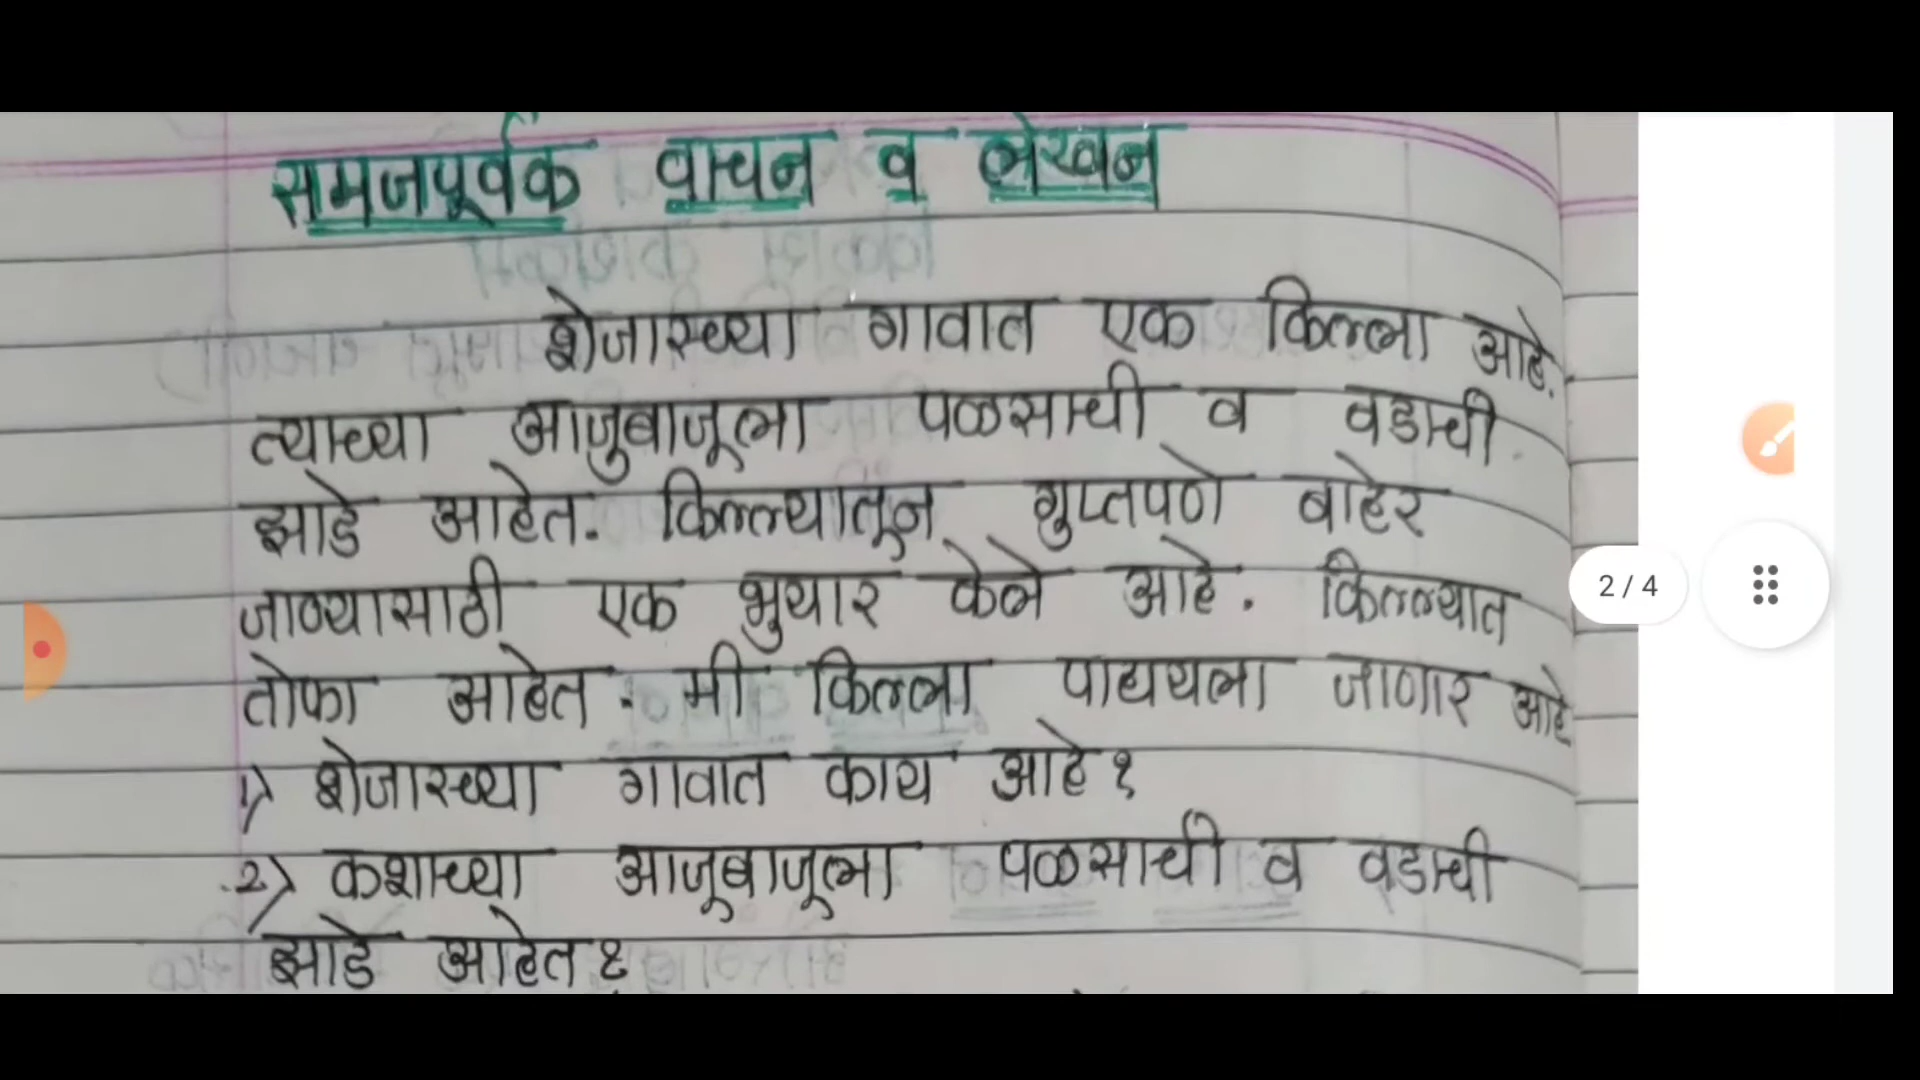 समजपूर्वक वाचन व लेखन
शेजारच्या गावात एक किल्ला आहे.
त्याच्या आजुबाजूला पळसाची व वडाची
झाडे आहेत. किल्ल्यातून गुप्तपणे बाहेर
जाण्यासाठी एक भुयार केले आहे. किल्ल्यात
तोफा आहेत. मी किल्ला पाहायला जाणार आहे
1) शेजारच्या गावात काय आहे?
2) कशाच्या आजूबाजूला पळसाची व वडाची
झाडे आहेत?
2 / 4